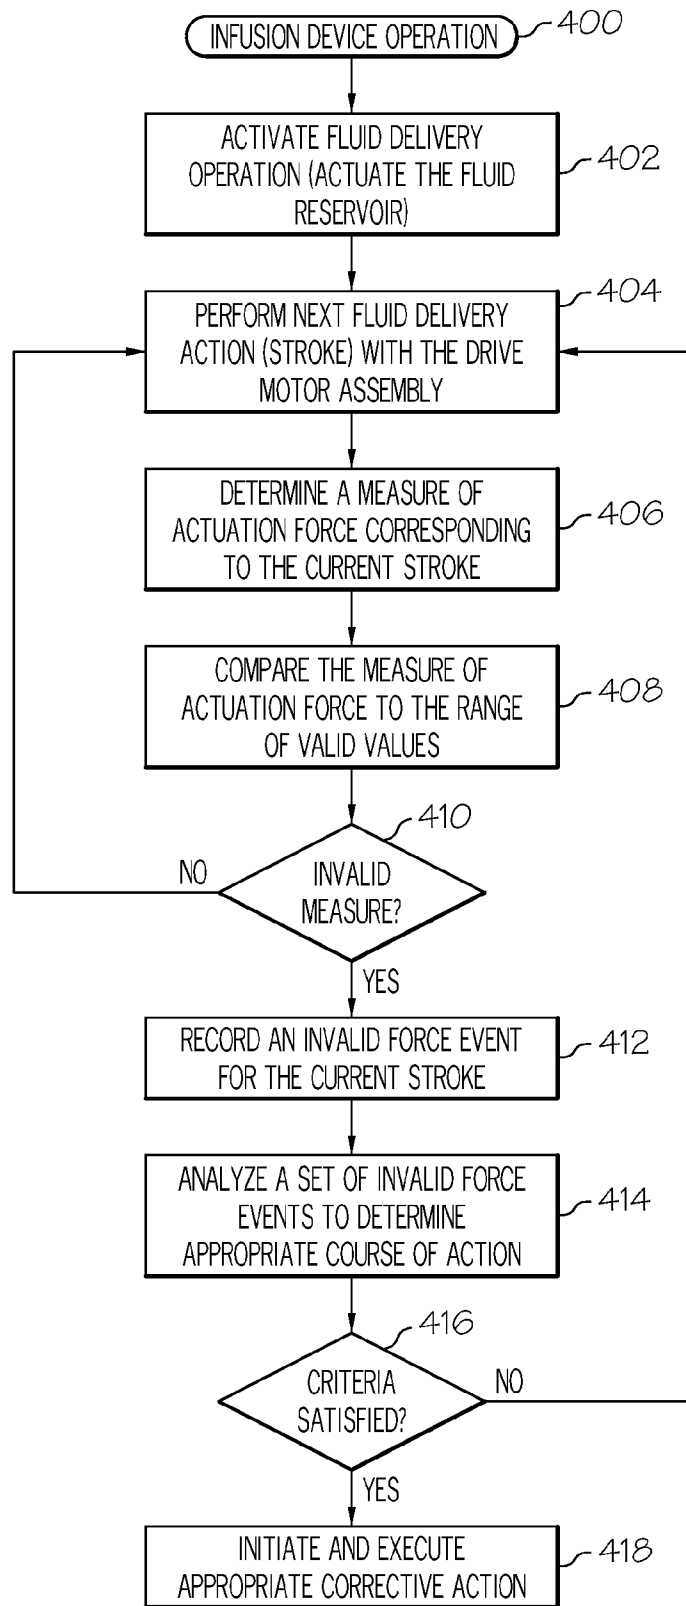 INFUSION DEVICE OPERATION
400
ACTIVATE FLUID DELIVERY
OPERATION (ACTUATE THE FLUID
RESERVOIR)
402
PERFORM NEXT FLUID DELIVERY
ACTION (STROKE) WITH THE DRIVE
MOTOR ASSEMBLY
404
DETERMINE A MEASURE OF
ACTUATION FORCE CORRESPONDING
TO THE CURRENT STROKE
406
COMPARE THE MEASURE OF
ACTUATION FORCE TO THE RANGE
OF VALID VALUES
408
410
INVALID
MEASURE?
NO
YES
RECORD AN INVALID FORCE EVENT
FOR THE CURRENT STROKE
412
ANALYZE A SET OF INVALID FORCE
EVENTS TO DETERMINE
APPROPRIATE COURSE OF ACTION
414
416
CRITERIA
SATISFIED?
NO
YES
INITIATE AND EXECUTE
APPROPRIATE CORRECTIVE ACTION
418